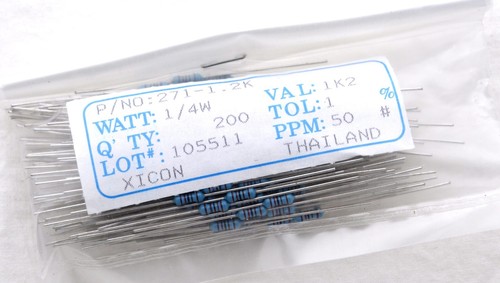 P/NO:271-1.2K
WATT: 1/4W VAL: 1K2
Q'TY: 200 TOL: 1 %
LOT#: 105511 PPM: 50 #
XICON THAILAND